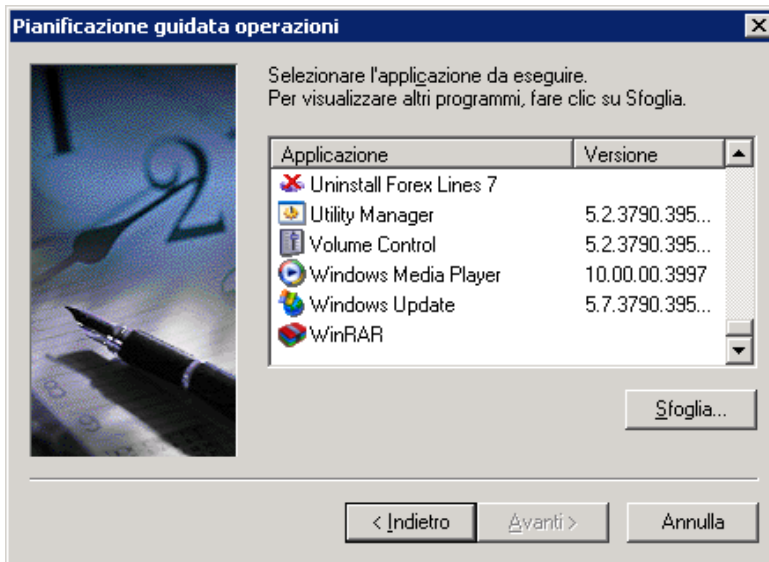 Pianificazione guidata operazioni
Selezionare l'applicazione da eseguire.
Per visualizzare altri programmi, fare clic su Sfoglia.
Applicazione Versione
Uninstall Forex Lines 7
Utility Manager 5.2.3790.395...
Volume Control 5.2.3790.395...
Windows Media Player 10.00.00.3997
Windows Update 5.7.3790.395...
WinRAR
Sfoglia...
< Indietro Avanti > Annulla